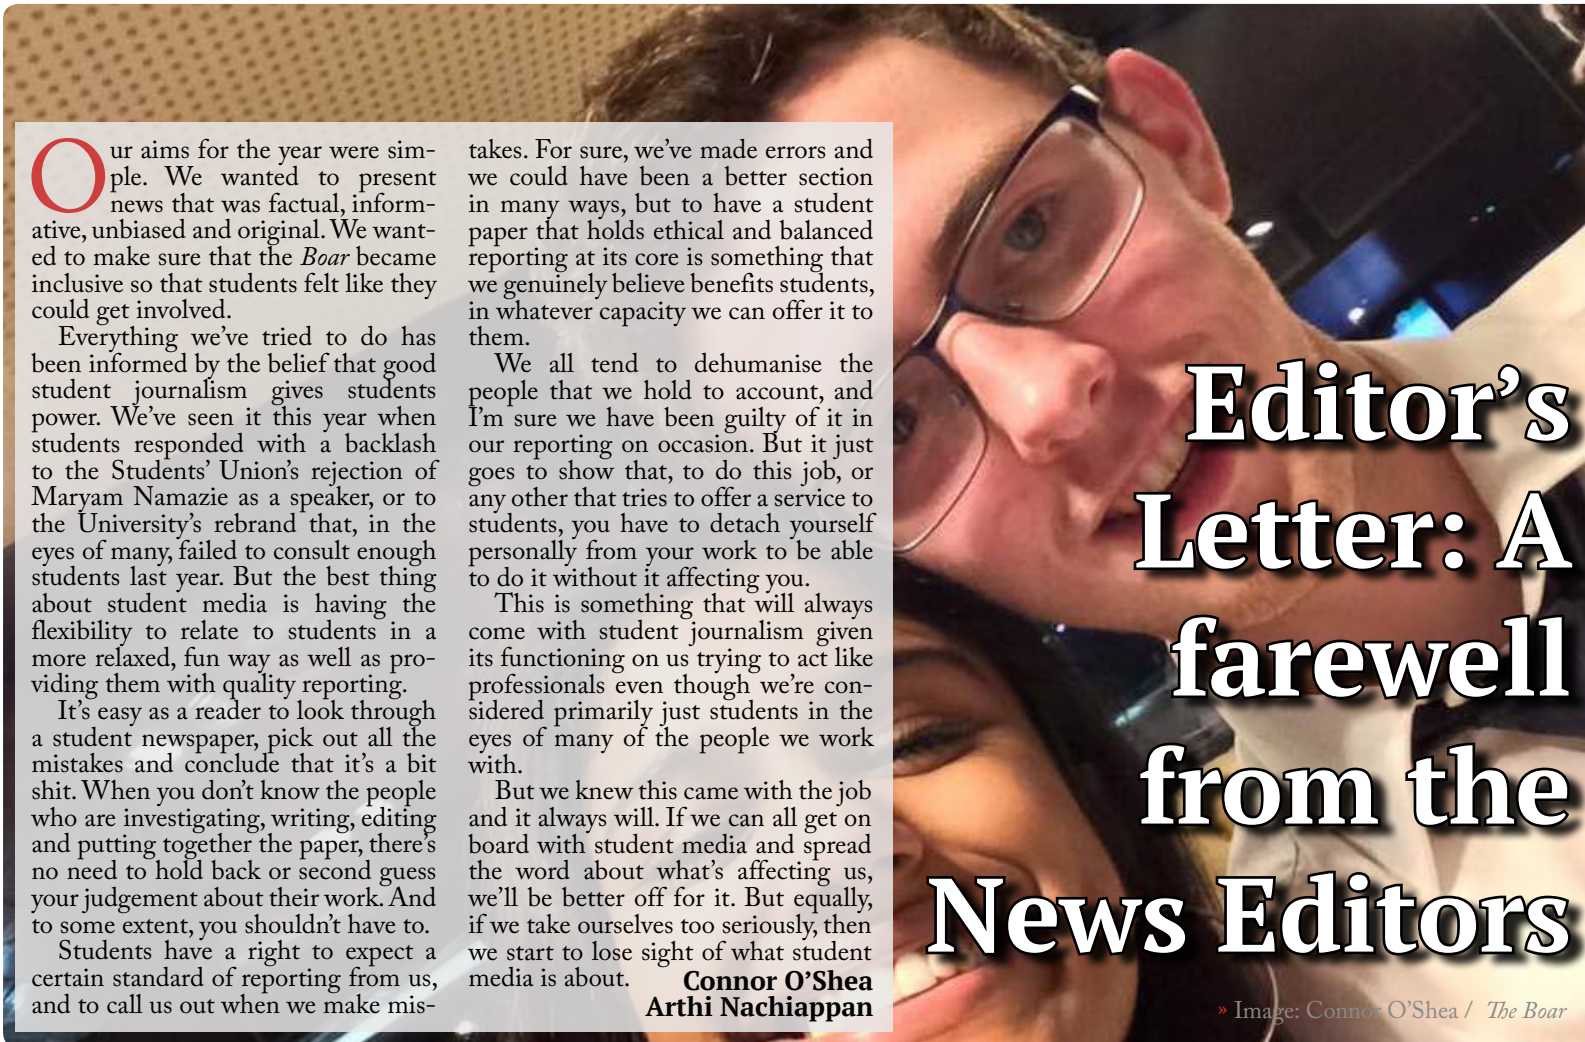 Our aims for the year were sim-
ple. We wanted to present
news that was factual, inform-
ative, unbiased and original. We want-
ed to make sure that the Boar became
inclusive so that students felt like they
could get involved.
Everything we've tried to do has
been informed by the belief that good
student journalism gives students
power. We've seen it this year when
students responded with a backlash
to the Students' Union's rejection of
Maryam Namazie as a speaker, or to
the University's rebrand that, in the
eyes of many, failed to consult enough
students last year. But the best thing
about student media is having the
flexibility to relate to students in a
more relaxed, fun way as well as pro-
viding them with quality reporting.
It's easy as a reader to look through
a student newspaper, pick out all the
mistakes and conclude that it's a bit
shit. When you don't know the people
who are investigating, writing, editing
and putting together the paper, there's
no need to hold back or second guess
your judgement about their work. And
to some extent, you shouldn't have to.
Students have a right to expect a
certain standard of reporting from us,
and to call us out when we make mis-
takes. For sure, we've made errors and
we could have been a better section
in many ways, but to have a student
paper that holds ethical and balanced
reporting at its core is something that
we genuinely believe benefits students,
in whatever capacity we can offer it to
them.
We all tend to dehumanise the
people that we hold to account, and
I'm sure we have been guilty of it in
our reporting on occasion. But it just
goes to show that, to do this job, or
any other that tries to offer a service to
students, you have to detach yourself
personally from your work to be able
to do it without it affecting you.
This is something that will always
come with student journalism given
its functioning on us trying to act like
professionals even though we're con-
sidered primarily just students in the
eyes of many of the people we work
with.
But we knew this came with the job
and it always will. If we can all get on
board with student media and spread
the word about what's affecting us,
we'll be better off for it. But equally,
if we take ourselves too seriously, then
we start to lose sight of what student
media is about.
Connor O'Shea
Arthi Nachiappan
Editor's
Letter: A
farewell
from the
News Editors
» Image: Connor O'Shea / The Boar